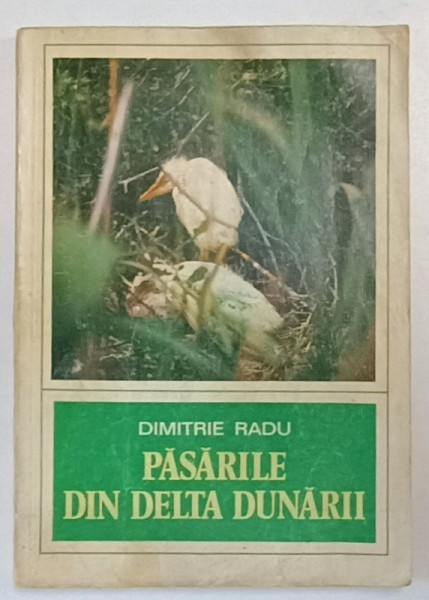 DIMITRIE RADU
PĂSĂRILE
DIN DELTA DUNĂRII